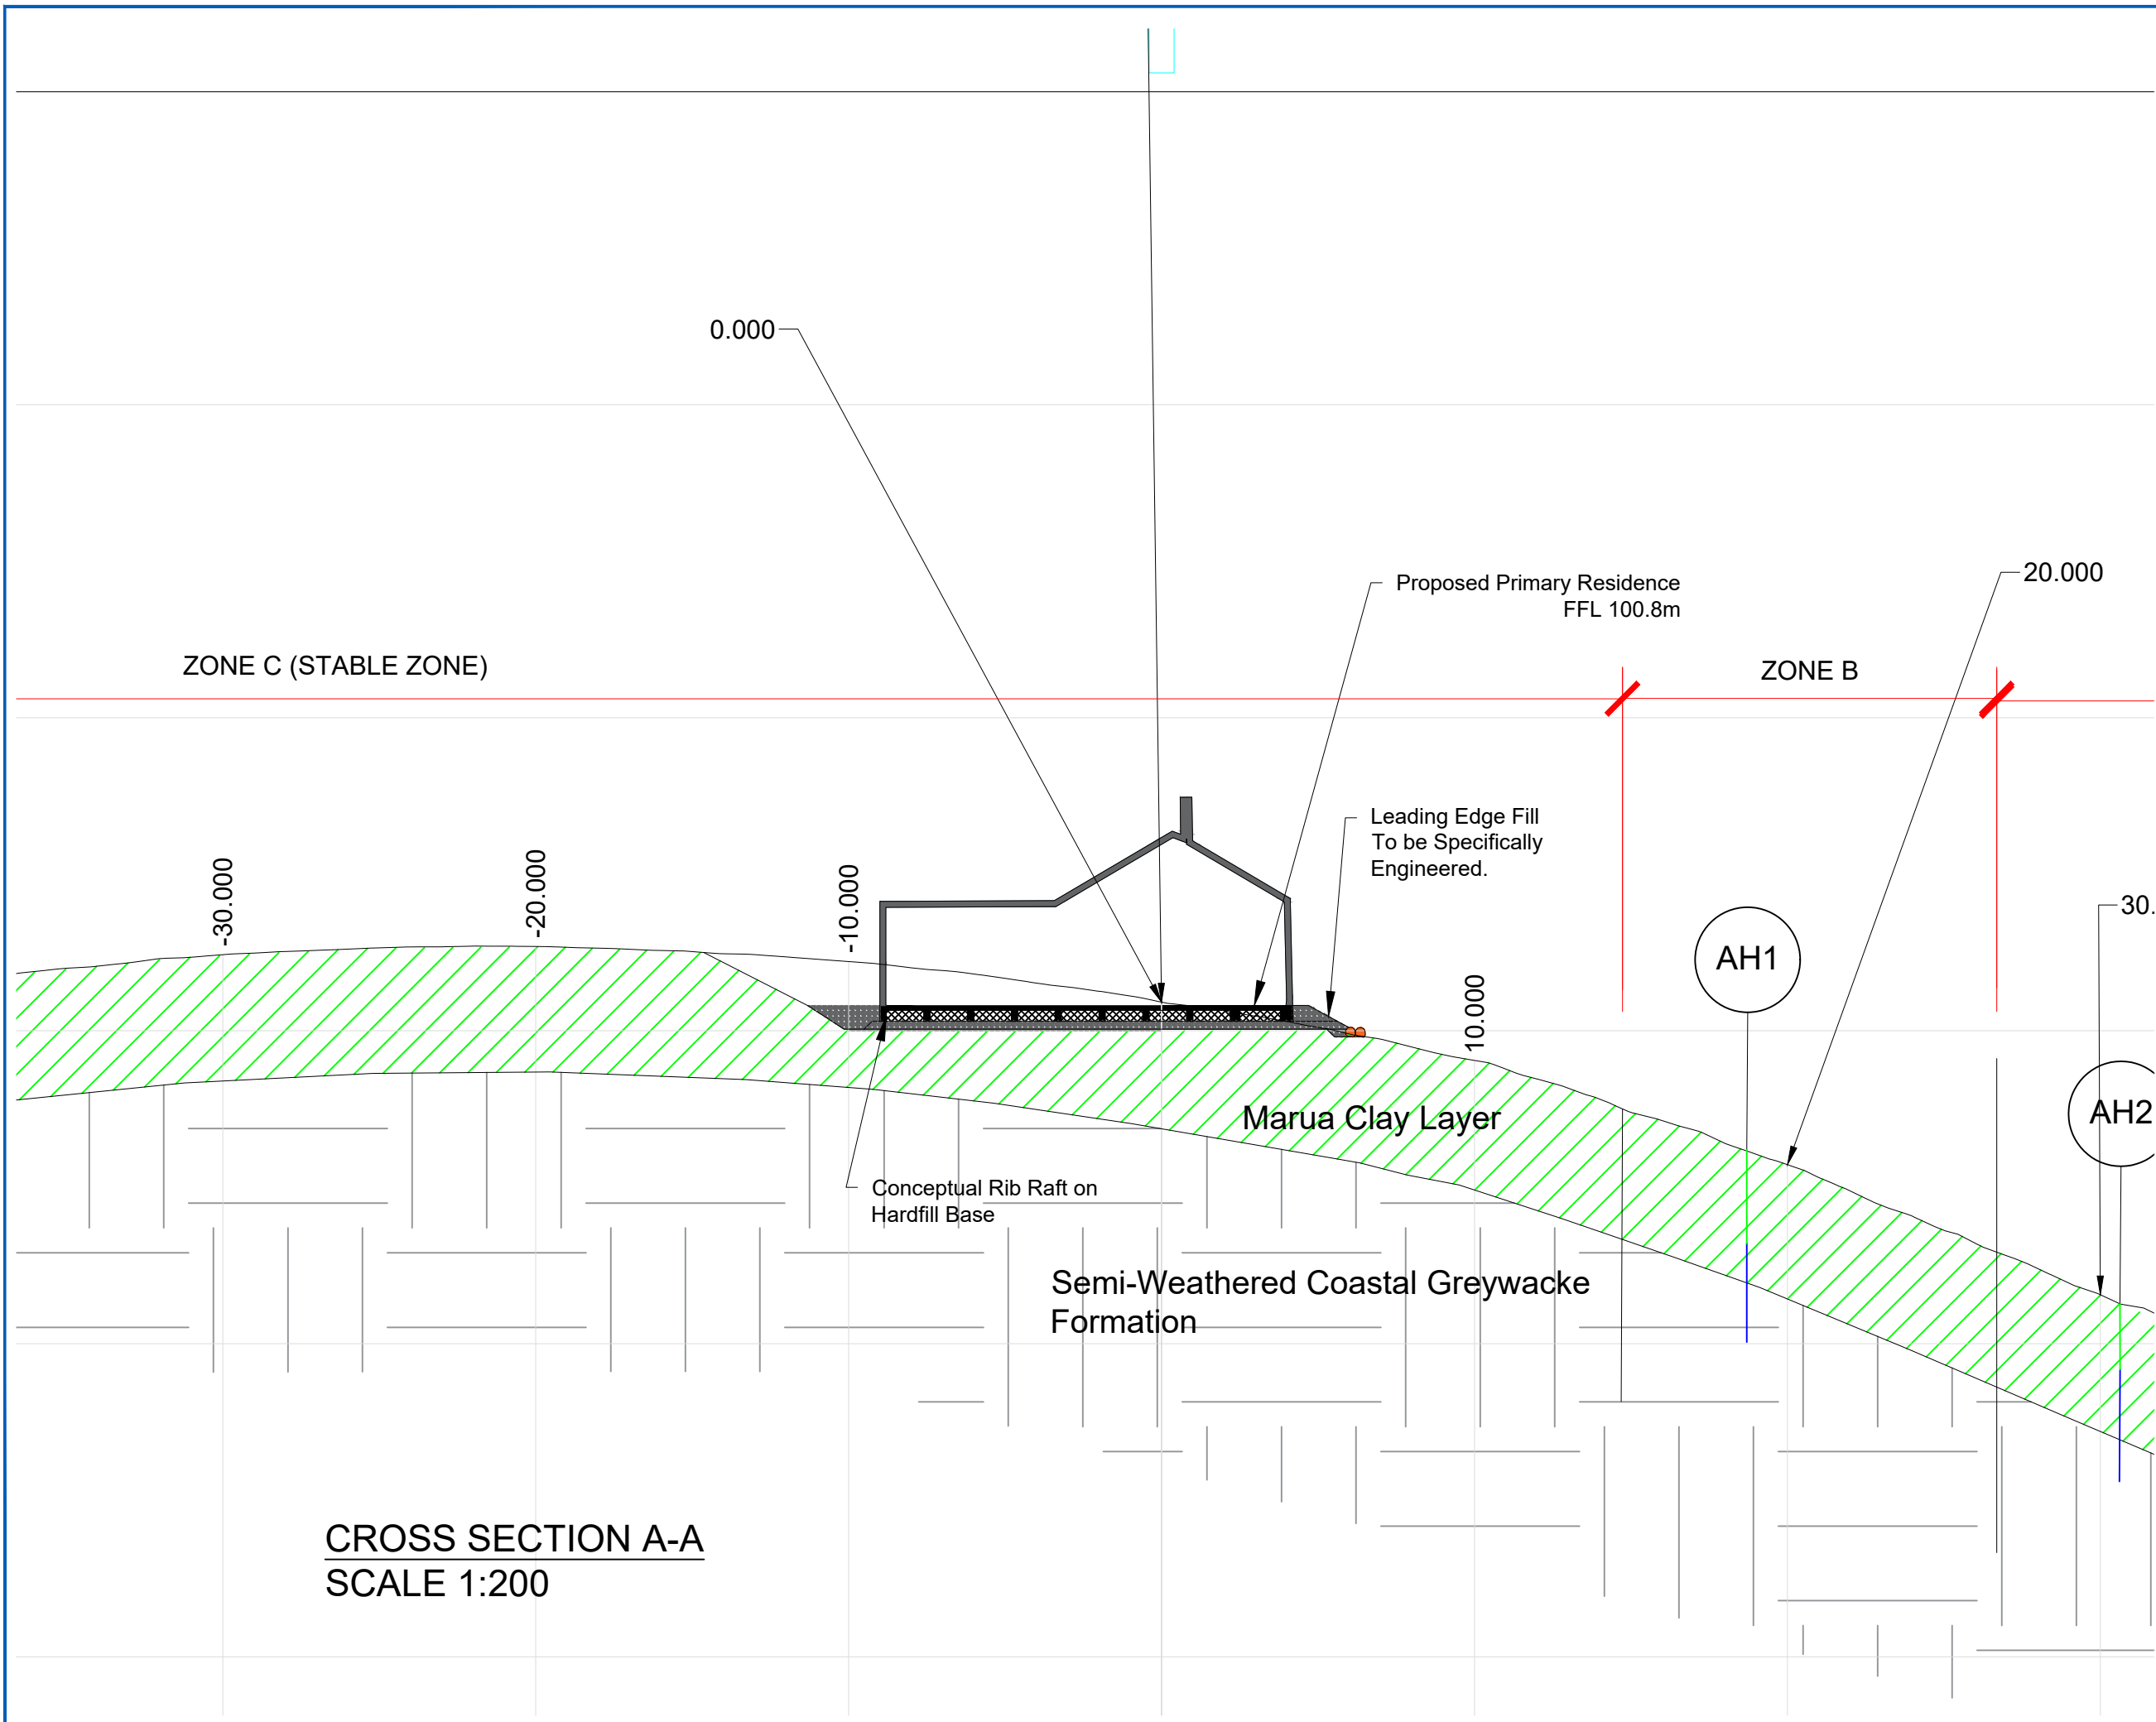 0.000
Proposed Primary Residence
FFL 100.8m
20.000
ZONE C (STABLE ZONE)
ZONE B
Leading Edge Fill
To be Specifically
Engineered.
-30.000
-20.000
-10.000
10.000
30.
AH1
AH2
Marua Clay Layer
Conceptual Rib Raft on
Hardfill Base
Semi-Weathered Coastal Greywacke
Formation
CROSS SECTION A-A
SCALE 1:200